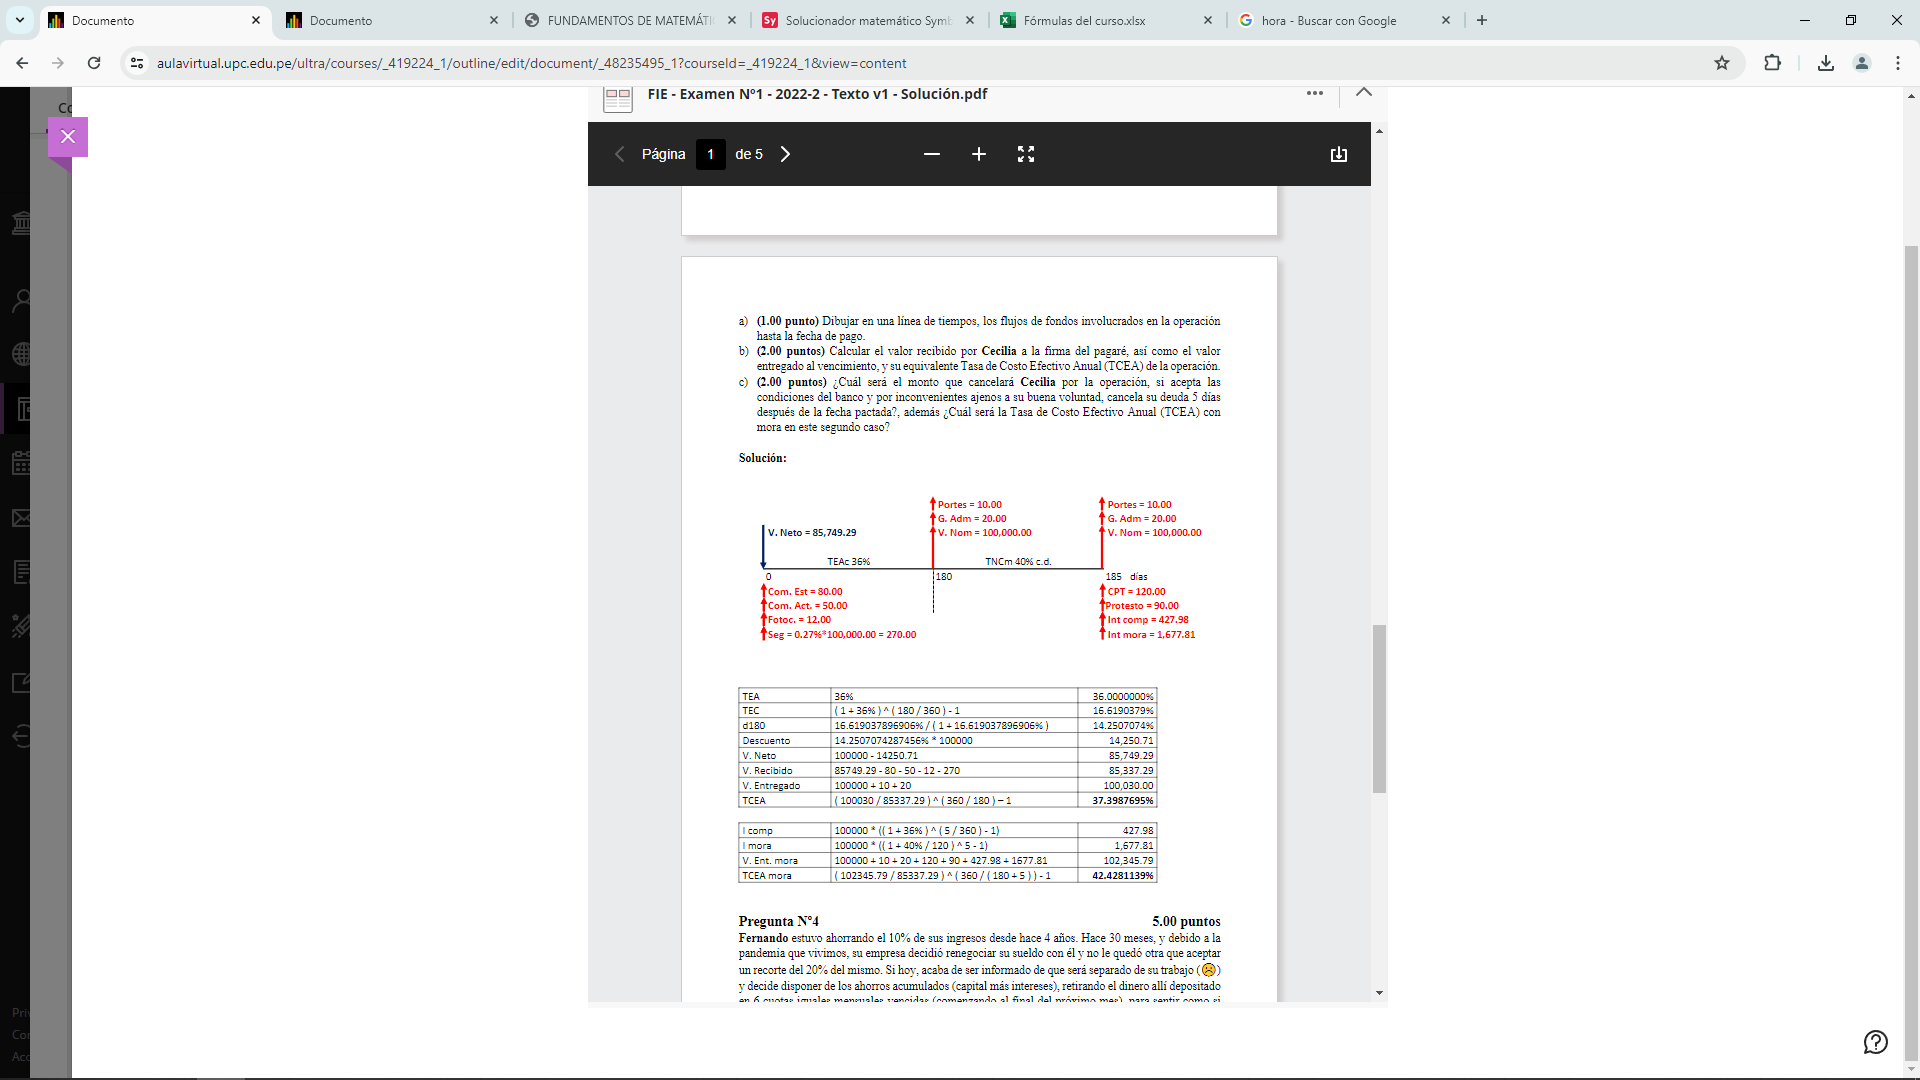 Documento
Documento
FUNDAMENTOS DE MATEMÁTI
Solucionador matemático Symb
Fórmulas del curso.xlsx
hora - Buscar con Google
aulavirtual.upc.edu.pe/ultra/courses/_419224_1/outline/edit/document/_48235495_1?courseId=_419224_1&view=content
FIE - Examen Nº1 - 2022-2 - Texto v1 - Solución.pdf
Página 1 de 5
a) (1.00 punto) Dibujar en una línea de tiempos, los flujos de fondos involucrados en la operación
hasta la fecha de pago.
b) (2.00 puntos) Calcular el valor recibido por Cecilia a la firma del pagaré, así como el valor
entregado al vencimiento, y su equivalente Tasa de Costo Efectivo Anual (TCEA) de la operación.
c) (2.00 puntos) ¿Cuál será el monto que cancelará Cecilia por la operación, si acepta las
condiciones del banco y por inconvenientes ajenos a su buena voluntad, cancela su deuda 5 días
después de la fecha pactada?, además ¿Cuál será la Tasa de Costo Efectivo Anual (TCEA) con
mora en este segundo caso?
Solución:
Portes = 10.00 Portes = 10.00
G. Adm = 20.00 G. Adm = 20.00
V. Neto = 85,749.29 V. Nom = 100,000.00 V. Nom = 100,000.00
TEAc 36% TNCm 40% c.d.
0 180 185 días
Com. Est = 80.00 CPT = 120.00
Com. Act. = 50.00 Protesto = 90.00
Fotoc. = 12.00 Int comp = 427.98
Seg = 0.27%*100,000.00 = 270.00 Int mora = 1,677.81
TEA 36% 36.0000000%
TEC ( 1 + 36% ) ^ ( 180 / 360 ) - 1 16.6190379%
d180 16.619037896906% / ( 1 + 16.619037896906% ) 14.2507074%
Descuento 14.2507074287456% * 100000 14,250.71
V. Neto 100000 - 14250.71 85,749.29
V. Recibido 85749.29 - 80 - 50 - 12 - 270 85,337.29
V. Entregado 100000 + 10 + 20 100,030.00
TCEA ( 100030 / 85337.29 ) ^ ( 360 / 180 ) – 1 37.3987695%
I comp 100000 * (( 1 + 36% ) ^ ( 5 / 360 ) - 1) 427.98
I mora 100000 * (( 1 + 40% / 120 ) ^ 5 - 1) 1,677.81
V. Ent. mora 100000 + 10 + 20 + 120 + 90 + 427.98 + 1677.81 102,345.79
TCEA mora ( 102345.79 / 85337.29 ) ^ ( 360 / ( 180 + 5 ) ) - 1 42.4281139%
Pregunta N°4 5.00 puntos
Fernando estuvo ahorrando el 10% de sus ingresos desde hace 4 años. Hace 30 meses, y debido a la
pandemia que vivimos, su empresa decidió renegociar su sueldo con él y no le quedó otra que aceptar
un recorte del 20% del mismo. Si hoy, acaba de ser informado de que será separado de su trabajo (☹)
y decide disponer de los ahorros acumulados (capital más intereses), retirando el dinero allí depositado
en 6 cuotas iguales mensuales vencidas (comenzando al final del próximo mes), para sentir como si